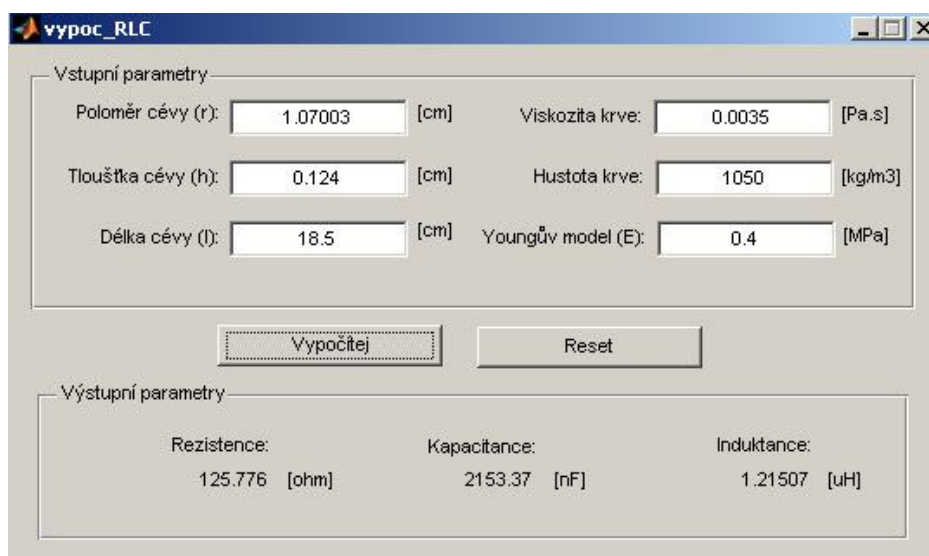 vypoc_RLC
Vstupní parametry
Poloměr cévy (r): 1.07003 [cm] Viskozita krve: 0.0035 [Pa.s]
Tloušťka cévy (h): 0.124 [cm] Hustota krve: 1050 [kg/m3]
Délka cévy (l): 18.5 [cm] Youngův model (E): 0.4 [MPa]
Vypočítej Reset
Výstupní parametry
Rezistence: Kapacitance: Induktance:
125.776 [ohm] 2153.37 [nF] 1.21507 [uH]